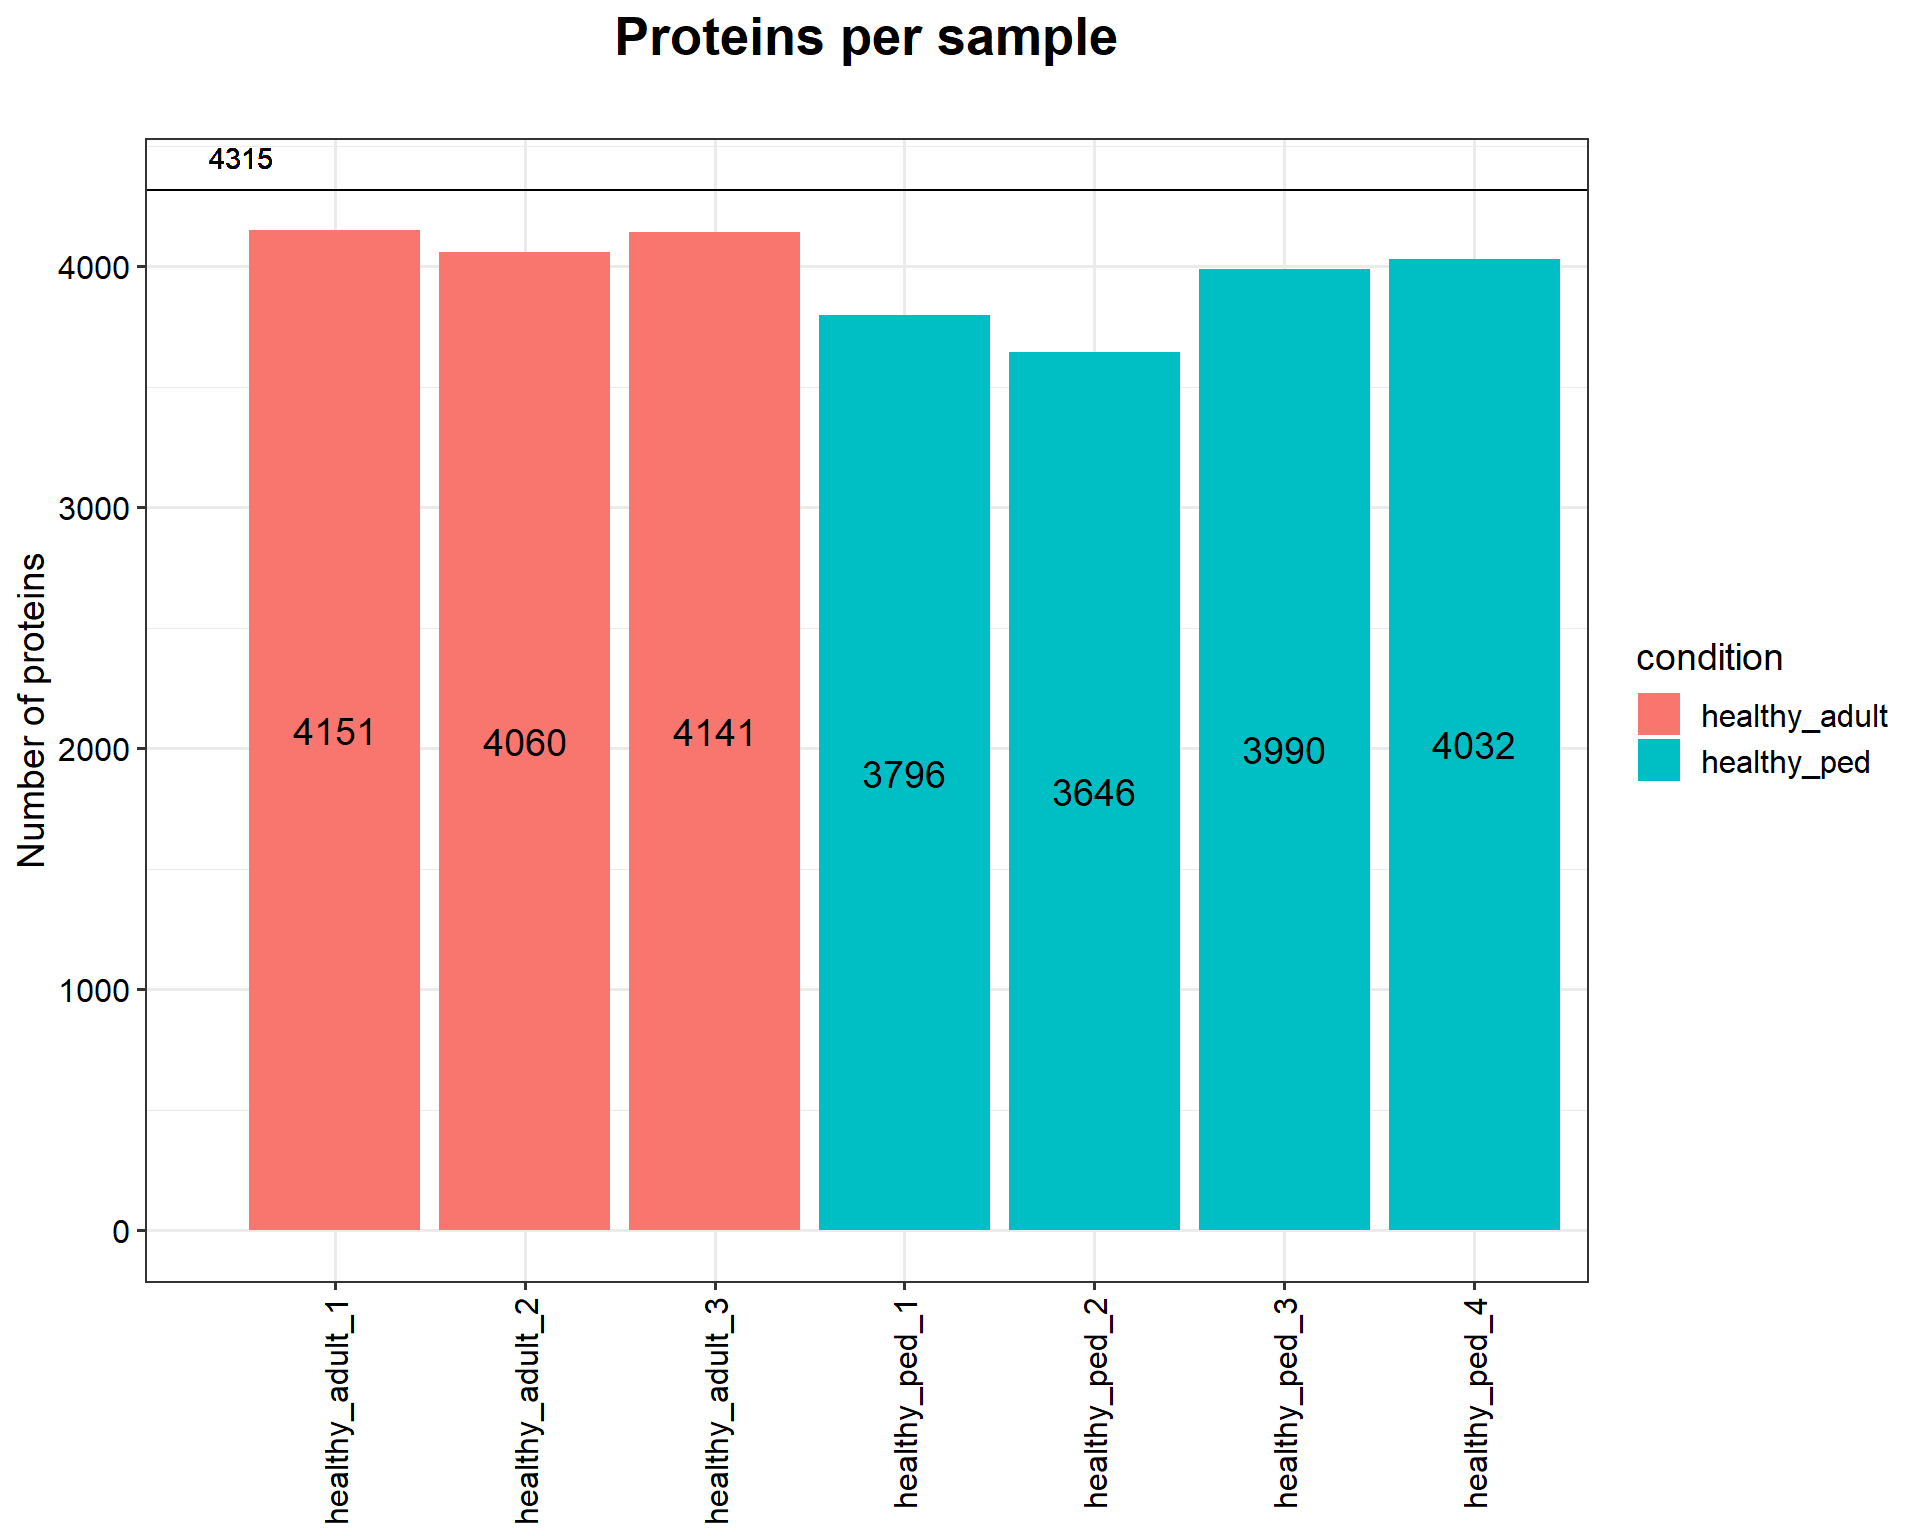 Proteins per sample
4315
4000
3000
2000
1000
0
Number of proteins
4151
4060
4141
3796
3646
3990
4032
healthy_adult_1
healthy_adult_2
healthy_adult_3
healthy_ped_1
healthy_ped_2
healthy_ped_3
healthy_ped_4
condition
healthy_adult
healthy_ped